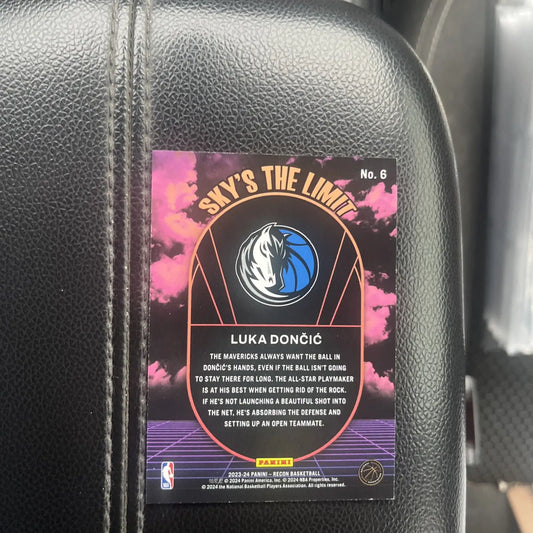 No. 6
SKY'S THE LIMIT
LUKA DONČIĆ
THE MAVERICKS ALWAYS WANT THE BALL IN
DONČIĆ'S HANDS, EVEN IF THE BALL ISN'T GOING
TO STAY THERE FOR LONG. THE ALL-STAR PLAYMAKER
IS AT HIS BEST WHEN GETTING RID OF THE ROCK.
IF HE'S NOT LAUNCHING A BEAUTIFUL SHOT INTO
THE NET, HE'S ABSORBING THE DEFENSE AND
SETTING UP AN OPEN TEAMMATE.
PANINI
2023-24 PANINI – RECON BASKETBALL
© 2024 Panini America, Inc. © 2024 NBA Properties, Inc.
© 2024 the National Basketball Players Association. All rights reserved.
NBA